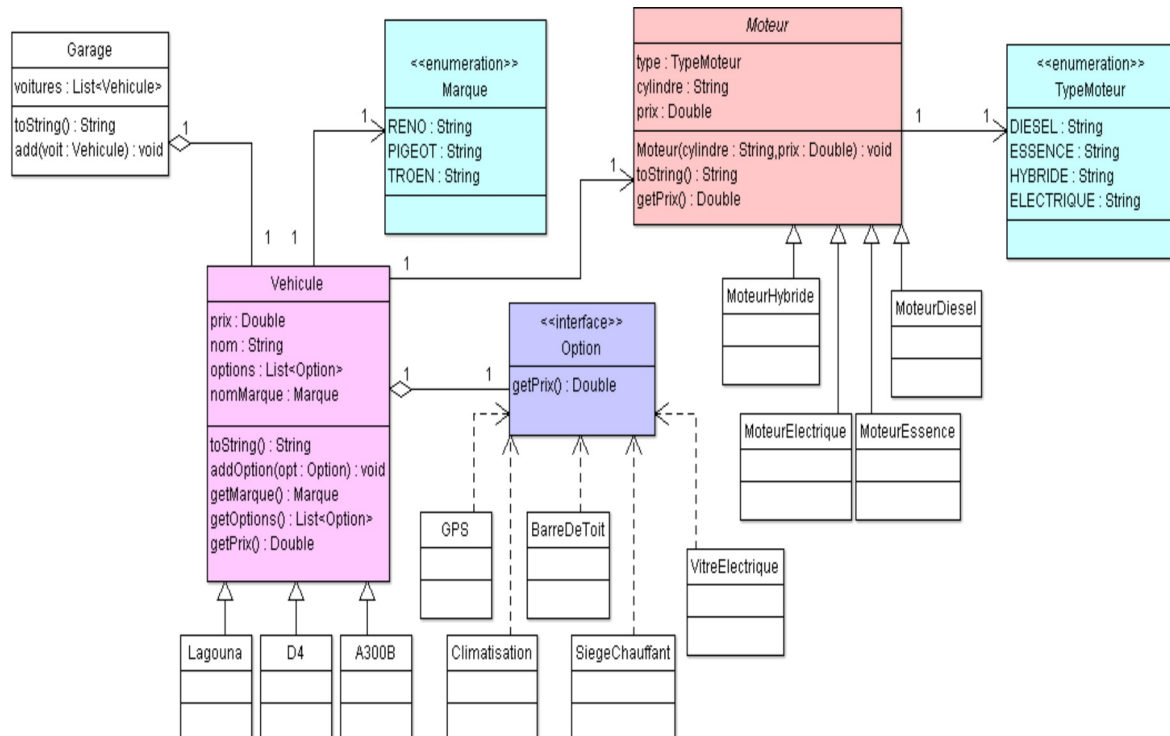 Garage
voitures : List<Vehicule>
toString() : String
add(voit : Vehicule) : void
1
1
<<enumeration>>
Marque
RENO : String
PIGEOT : String
TROEN : String
1
1
Moteur
type : TypeMoteur
cylindre : String
prix : Double
Moteur(cylindre : String,prix : Double) : void
toString() : String
getPrix() : Double
1
1
1
1
<<enumeration>>
TypeMoteur
DIESEL : String
ESSENCE : String
HYBRIDE : String
ELECTRIQUE : String
Vehicule
prix : Double
nom : String
options : List<Option>
nomMarque : Marque
toString() : String
addOption(opt : Option) : void
getMarque() : Marque
getOptions() : List<Option>
getPrix() : Double
1
1
<<interface>>
Option
getPrix() : Double
MoteurHybride
MoteurDiesel
MoteurElectrique
MoteurEssence
GPS
BarreDeToit
VitreElectrique
Lagouna
D4
A300B
Climatisation
SiegeChauffant